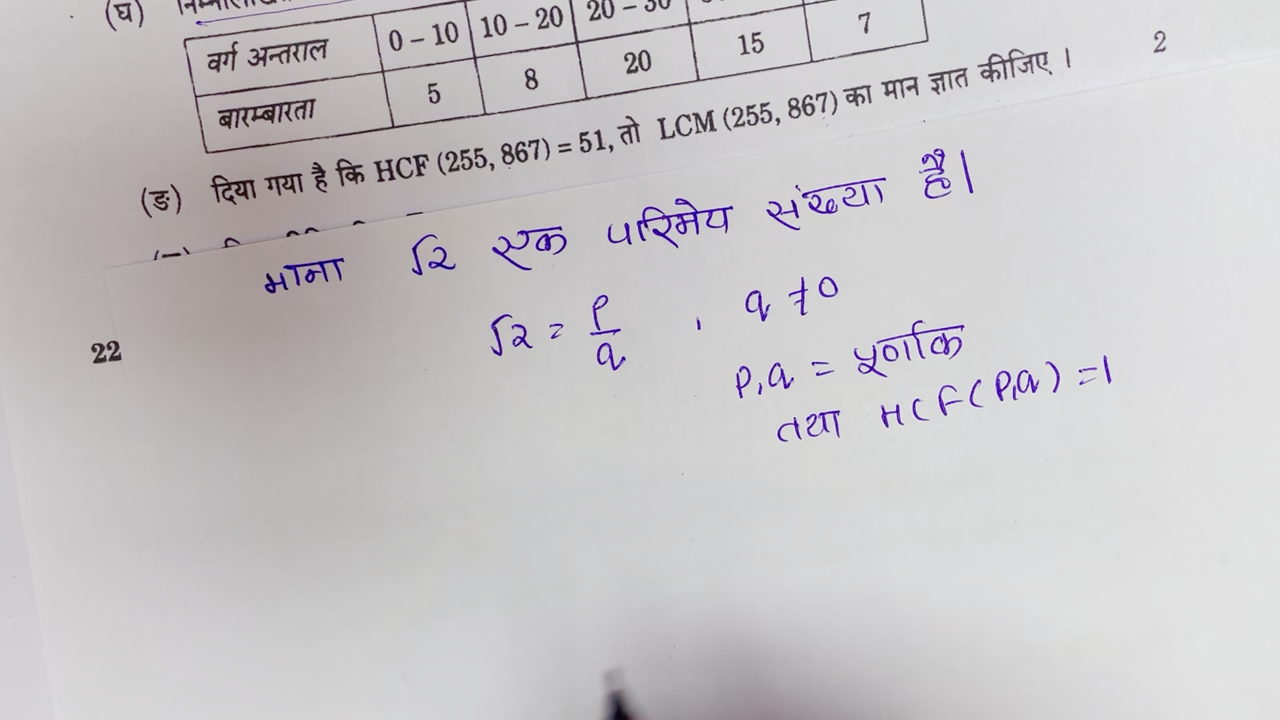 (घ)
वर्ग अन्तराल 0 – 10 10 – 20 20 – 30
बारम्बारता 5 8 20 15 7
(ङ) दिया गया है कि HCF (255, 867) = 51, तो LCM (255, 867) का मान ज्ञात कीजिए । 2
माना √2 एक परिमेय संख्या है।
√2 = p/q , q ≠ 0
22
P,q = पूर्णांक
तथा HCF(P,q) = 1